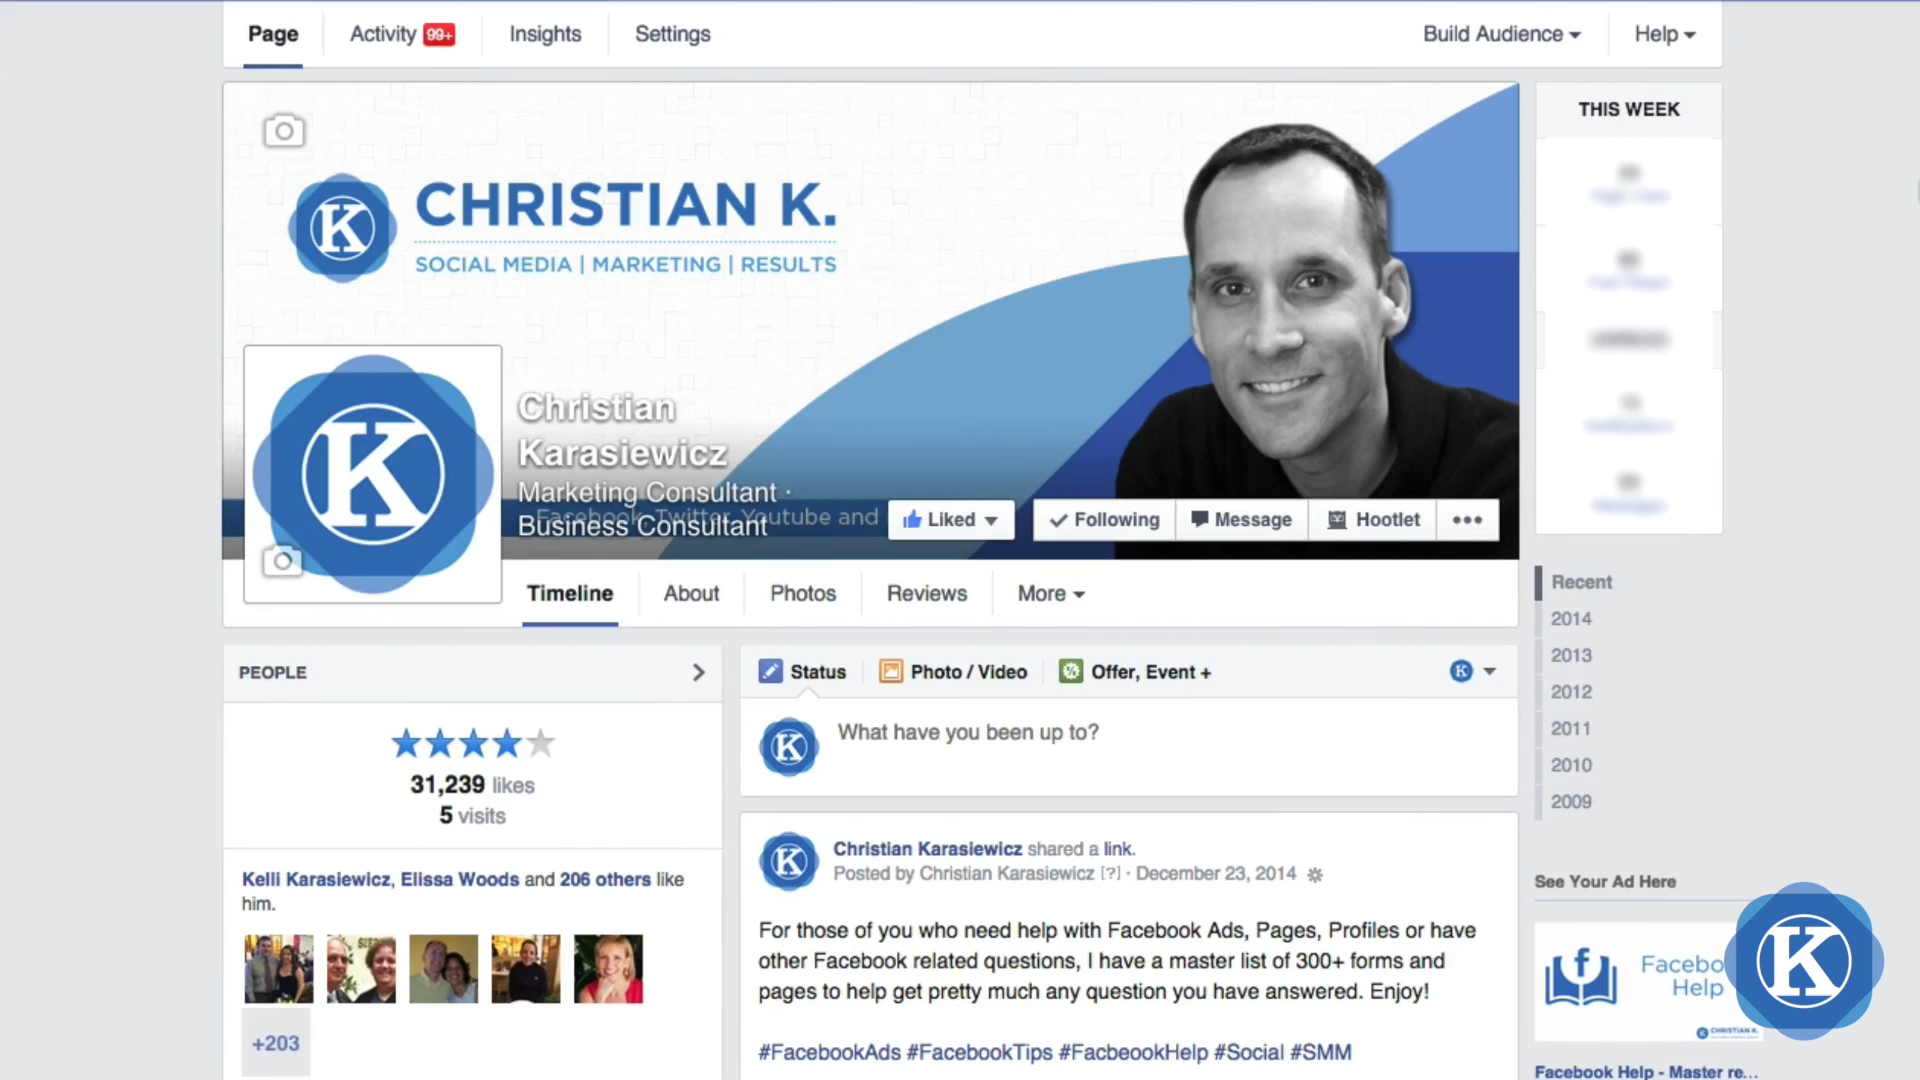 Page
Activity 99+
Insights
Settings
Build Audience
Help
THIS WEEK
K
CHRISTIAN K.
SOCIAL MEDIA | MARKETING | RESULTS
K
Christian
Karasiewicz
Marketing Consultant ·
Business Consultant
Facebook, Twitter, Youtube and
Liked
Following
Message
Hootlet
Timeline
About
Photos
Reviews
More
Recent
2014
2013
2012
2011
2010
2009
PEOPLE
31,239 likes
5 visits
Kelli Karasiewicz, Elissa Woods and 206 others like
him.
+203
Status
Photo / Video
Offer, Event +
K
K
What have you been up to?
K
Christian Karasiewicz shared a link.
Posted by Christian Karasiewicz [?] · December 23, 2014
For those of you who need help with Facebook Ads, Pages, Profiles or have
other Facebook related questions, I have a master list of 300+ forms and
pages to help get pretty much any question you have answered. Enjoy!
#FacebookAds #FacebookTips #FacbeookHelp #Social #SMM
See Your Ad Here
f
Facebo
Help
K
CHRISTIAN K.
Facebook Help - Master re...